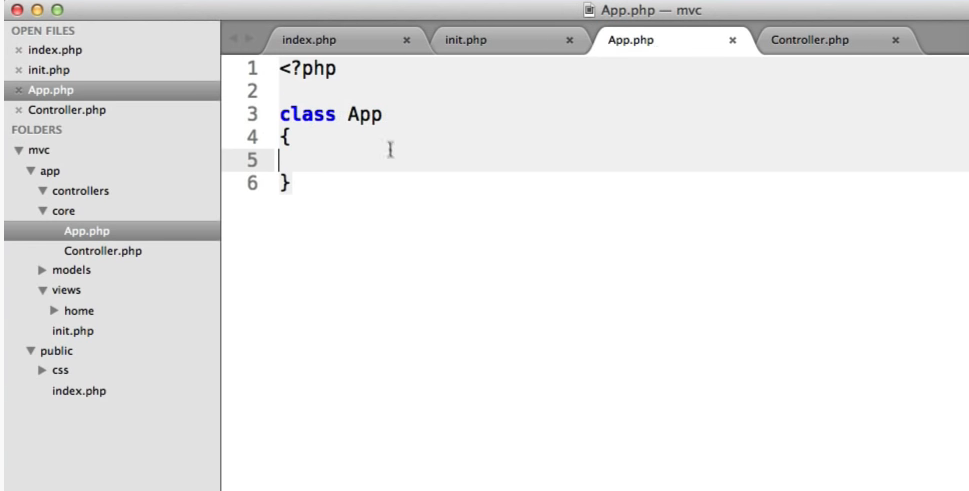 App.php — mvc
OPEN FILES
× index.php
× init.php
× App.php
× Controller.php
FOLDERS
mvc
app
controllers
core
App.php
Controller.php
models
views
home
init.php
public
css
index.php
index.php × init.php × App.php × Controller.php ×
1 <?php
2
3 class App
4 {
5
6 }